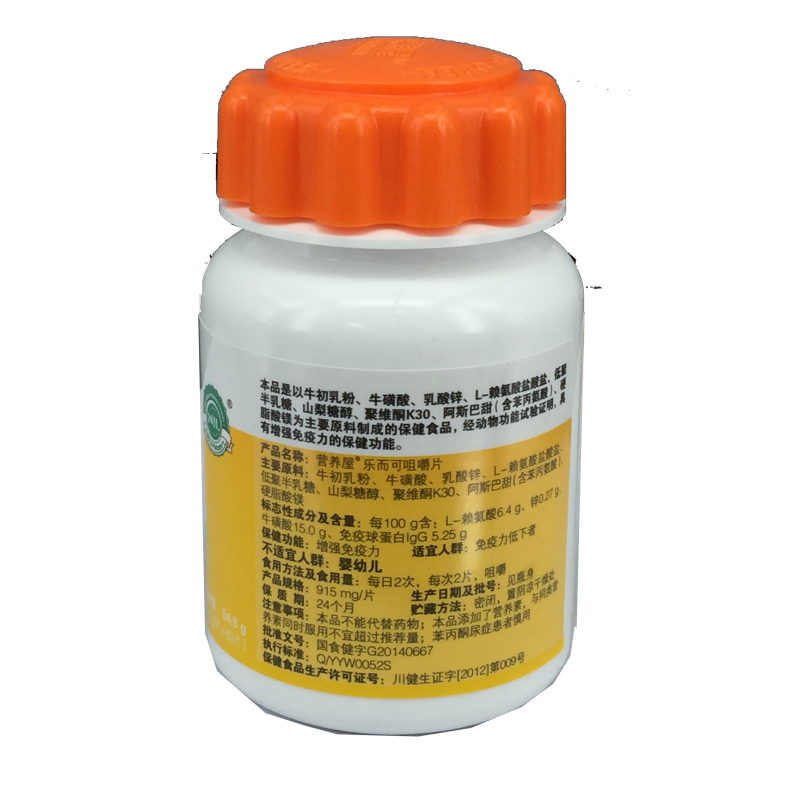 本品是以牛初乳粉、牛磺酸、乳酸锌、L-赖氨酸盐酸盐、低聚
半乳糖、山梨糖醇、聚维酮K30、阿斯巴甜(含苯丙氨酸)、硬
脂酸镁为主要原料制成的保健食品，经动物功能试验证明，具
有增强免疫力的保健功能。
产品名称：营养屋®乐而可咀嚼片
主要原料：牛初乳粉、牛磺酸、乳酸锌、L-赖氨酸盐酸盐、
低聚半乳糖、山梨糖醇、聚维酮K30、阿斯巴甜(含苯丙氨酸)、
硬脂酸镁
标志性成分及含量：每100 g含：L-赖氨酸6.4 g、锌0.27 g、
牛磺酸15.0 g、免疫球蛋白IgG 5.25 g
保健功能：增强免疫力 适宜人群：免疫力低下者
不适宜人群：婴幼儿
食用方法及食用量：每日2次，每次2片，咀嚼
产品规格：915 mg/片 生产日期及批号：见瓶身
保 质 期：24个月 贮藏方法：密闭，置阴凉干燥处
注意事项：本品不能代替药物；本品添加了营养素，与同类营
养素同时服用不宜超过推荐量；苯丙酮尿症患者慎用
批准文号：国食健字G20140667
执行标准：Q/YYW0052S
保健食品生产许可证号：川健生证字[2012]第009号
NIL
®
54.9 g